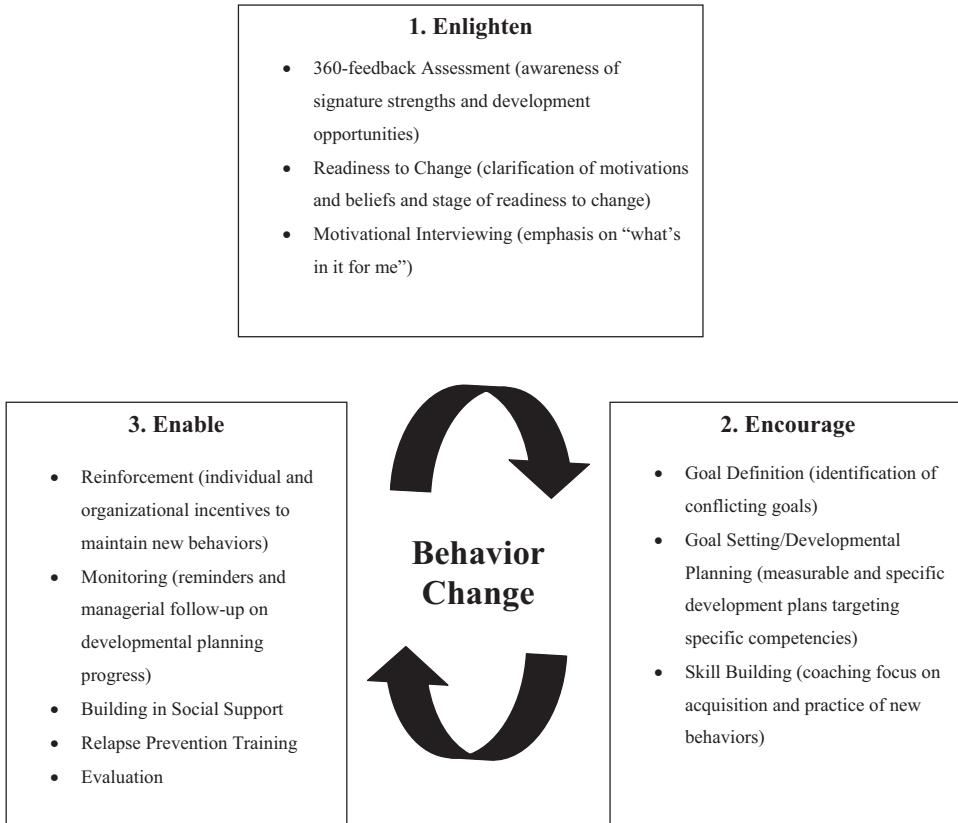 1. Enlighten
• 360-feedback Assessment (awareness of
signature strengths and development
opportunities)
• Readiness to Change (clarification of motivations
and beliefs and stage of readiness to change)
• Motivational Interviewing (emphasis on “what’s
in it for me”)
3. Enable
• Reinforcement (individual and
organizational incentives to
maintain new behaviors)
• Monitoring (reminders and
managerial follow-up on
developmental planning
progress)
• Building in Social Support
• Relapse Prevention Training
• Evaluation
Behavior
Change
2. Encourage
• Goal Definition (identification of
conflicting goals)
• Goal Setting/Developmental
Planning (measurable and specific
development plans targeting
specific competencies)
• Skill Building (coaching focus on
acquisition and practice of new
behaviors)